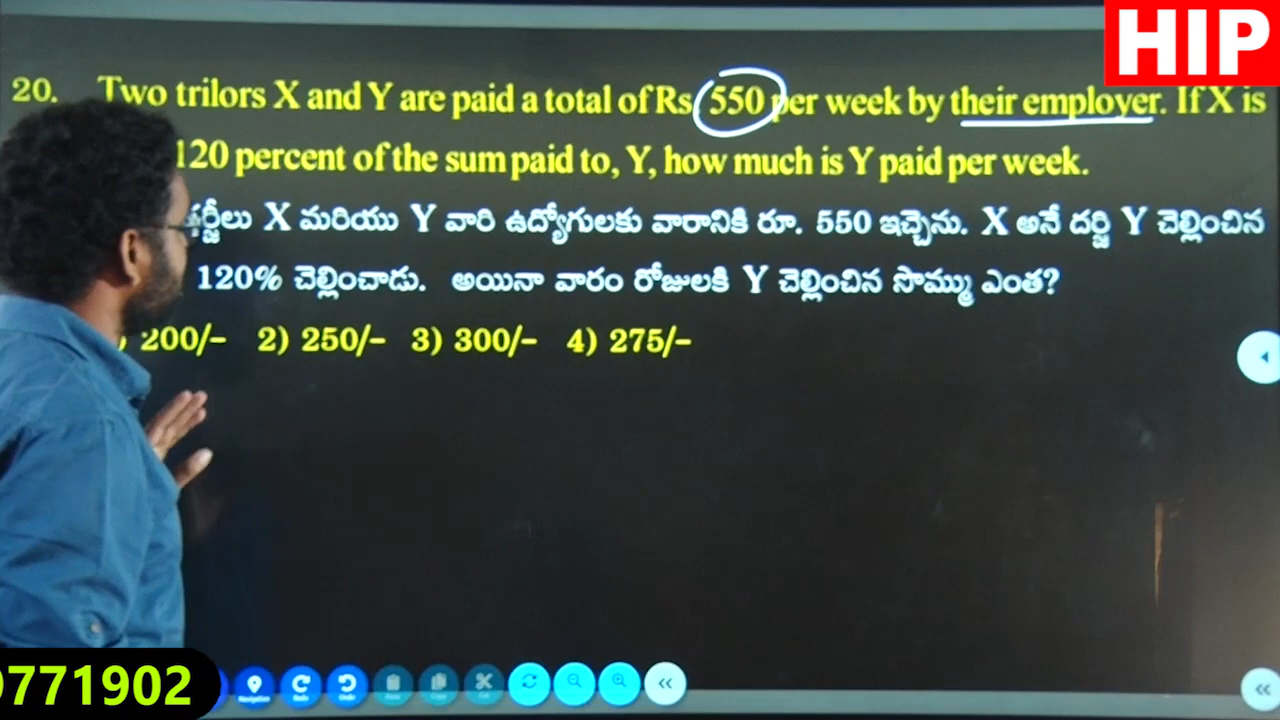 HIP
20. Two trilors X and Y are paid a total of Rs 550 per week by their employer. If X is
120 percent of the sum paid to, Y, how much is Y paid per week.
X మరియు Y వారి ఉద్యోగులకు వారానికి రూ. 550 ఇచ్చెను. X అనే దర్జి Y చెల్లించిన
120% చెల్లించాడు. అయినా వారం రోజులకి Y చెల్లించిన సొమ్ము ఎంత?
200/- 2) 250/- 3) 300/- 4) 275/-
771902